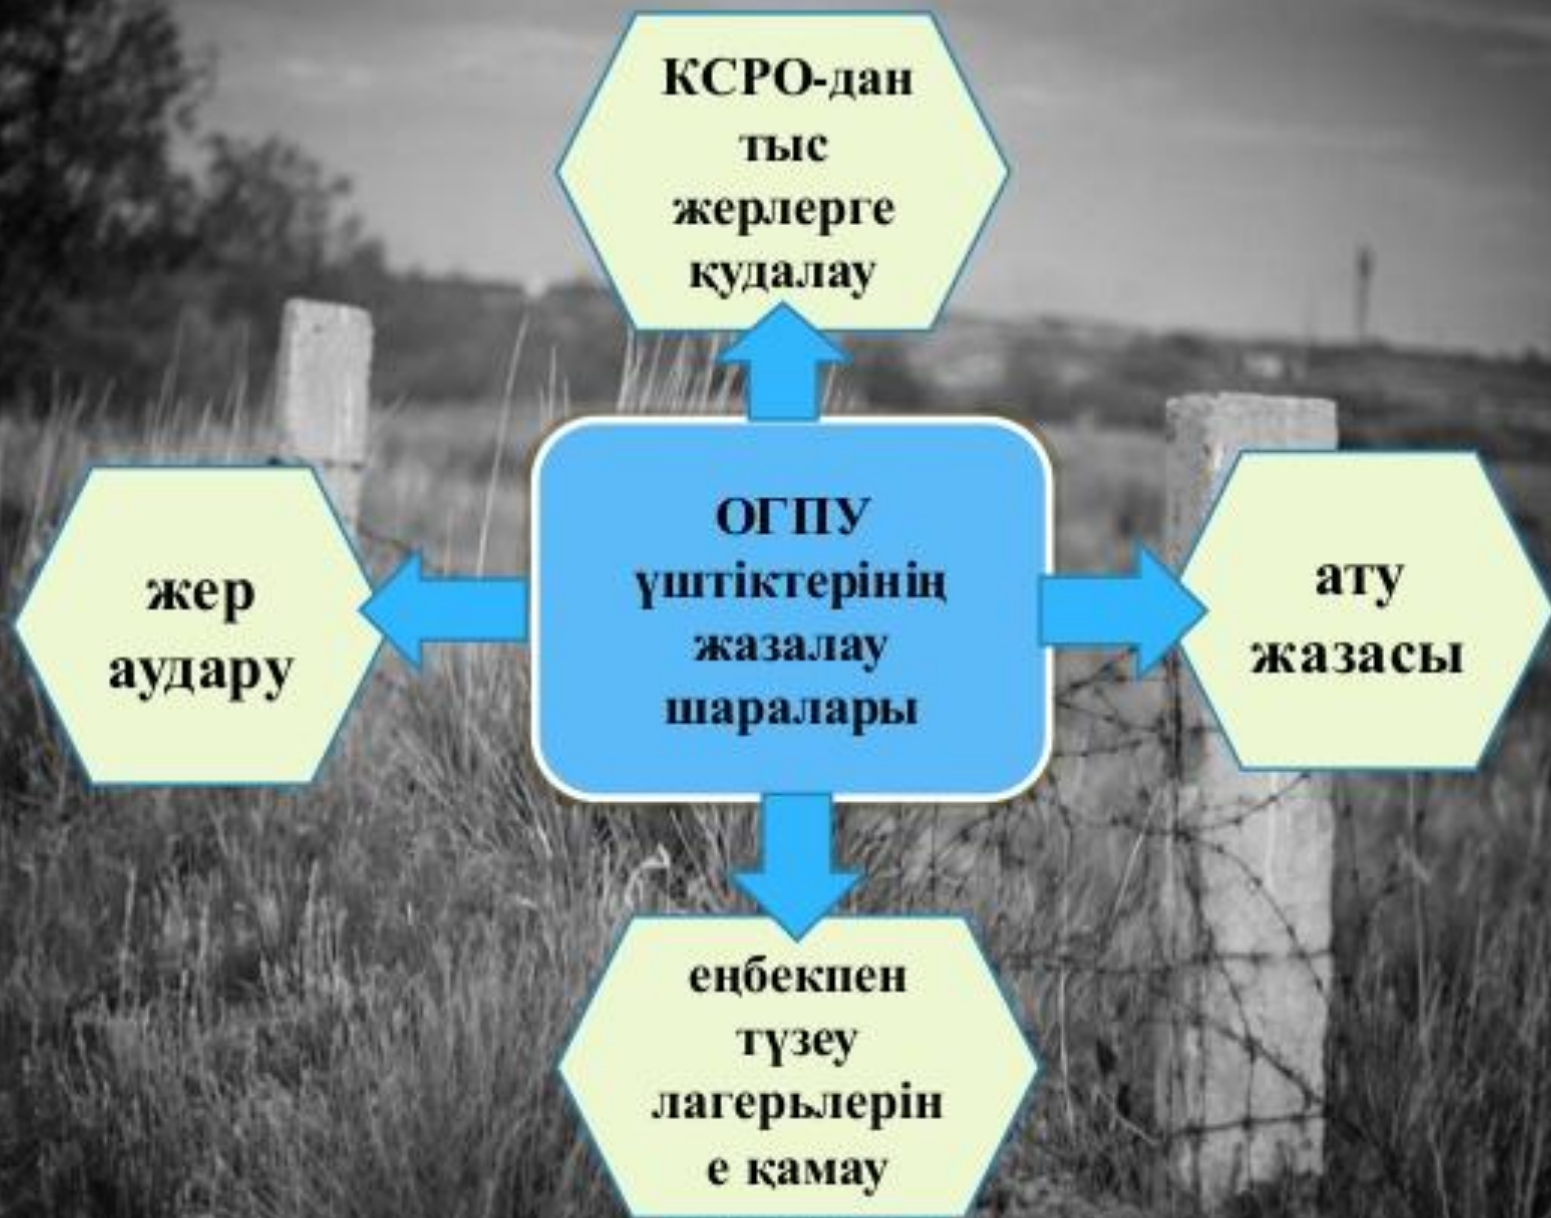 КСРО-дан
тыс
жерлерге
қудалау
ОГПУ
үштіктерінің
жазалау
шаралары
жер
аудару
ату
жазасы
еңбекпен
түзеу
лагерьлерін
е қамау